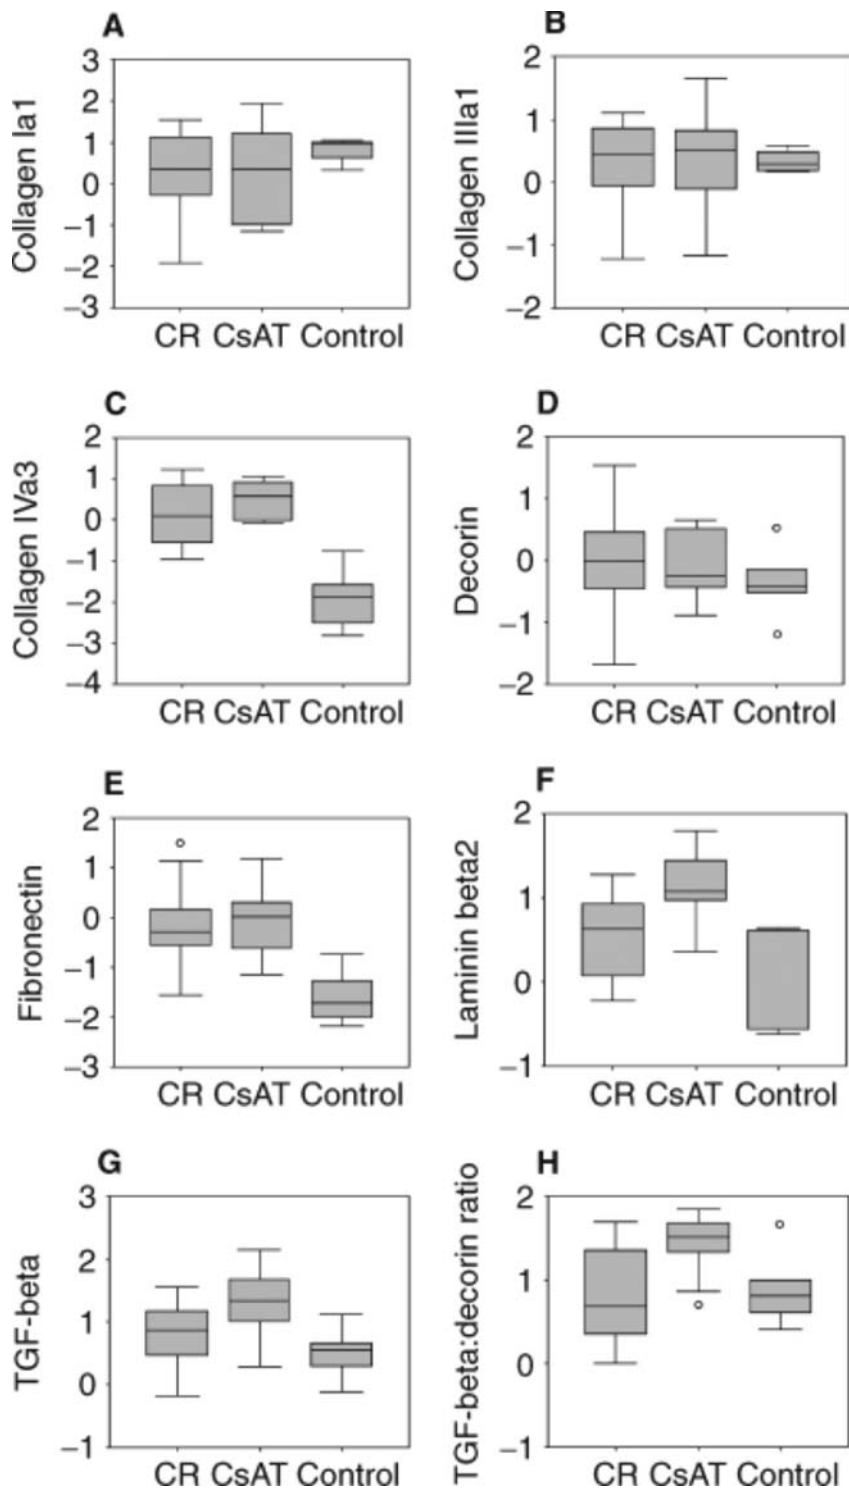 A
Collagen Ia1
3
2
1
0
−1
−2
−3
CR CsAT Control
B
Collagen IIIa1
2
1
0
−1
−2
CR CsAT Control
C
Collagen IVa3
2
1
0
−1
−2
−3
−4
CR CsAT Control
D
Decorin
2
1
0
−1
−2
CR CsAT Control
E
Fibronectin
2
1
0
−1
−2
−3
CR CsAT Control
F
Laminin beta2
2
1
0
−1
CR CsAT Control
G
TGF-beta
3
2
1
0
−1
CR CsAT Control
H
TGF-beta:decorin ratio
2
1
0
−1
CR CsAT Control